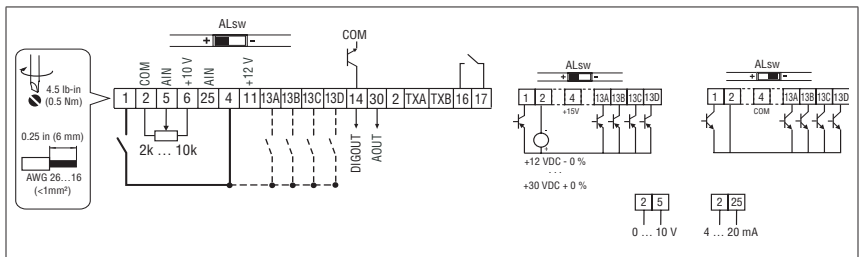 ALsw
+ -
COM
AIN
+10 V
AIN
+12 V
COM
1 2 5 6 25 4 11 13A 13B 13C 13D 14 30 2 TXA TXB 16 17
2k ... 10k
DIGOUT
AOUT
4.5 lb-in
(0.5 Nm)
0.25 in (6 mm)
AWG 26...16
(<1mm²)
ALsw
+ -
1 2 4 13A 13B 13C 13D
+15V
+12 VDC - 0 %
...
+30 VDC + 0 %
ALsw
+ -
1 2 4 13A 13B 13C 13D
COM
2 5
0 ... 10 V
2 25
4 ... 20 mA